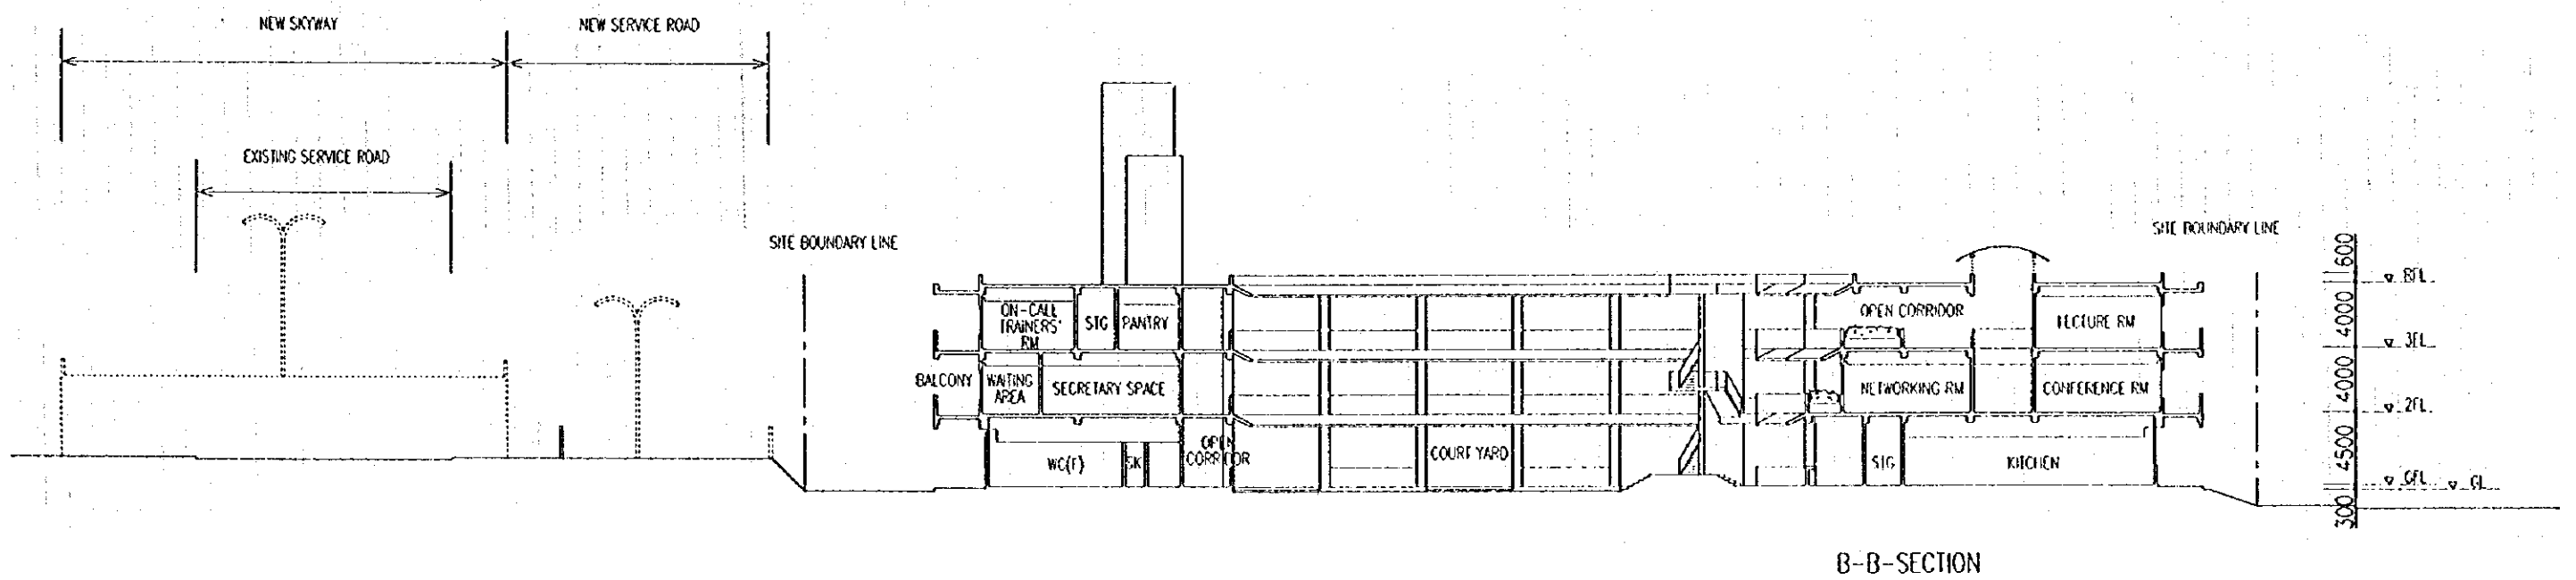 NEW SKYWAY
NEW SERVICE ROAD
EXISTING SERVICE ROAD
SITE BOUNDARY LINE
SITE BOUNDARY LINE
600
RFL
ON-CALL
TRAINERS'
RM
STG
PANTRY
OPEN CORRIDOR
LECTURE RM
4000
3FL
BALCONY
WAITING
AREA
SECRETARY SPACE
NETWORKING RM
CONFERENCE RM
4000
2FL
WC(F)
SK
OPEN
CORRIDOR
COURT YARD
STG
KITCHEN
4500
GFL
GL
300
B-B-SECTION